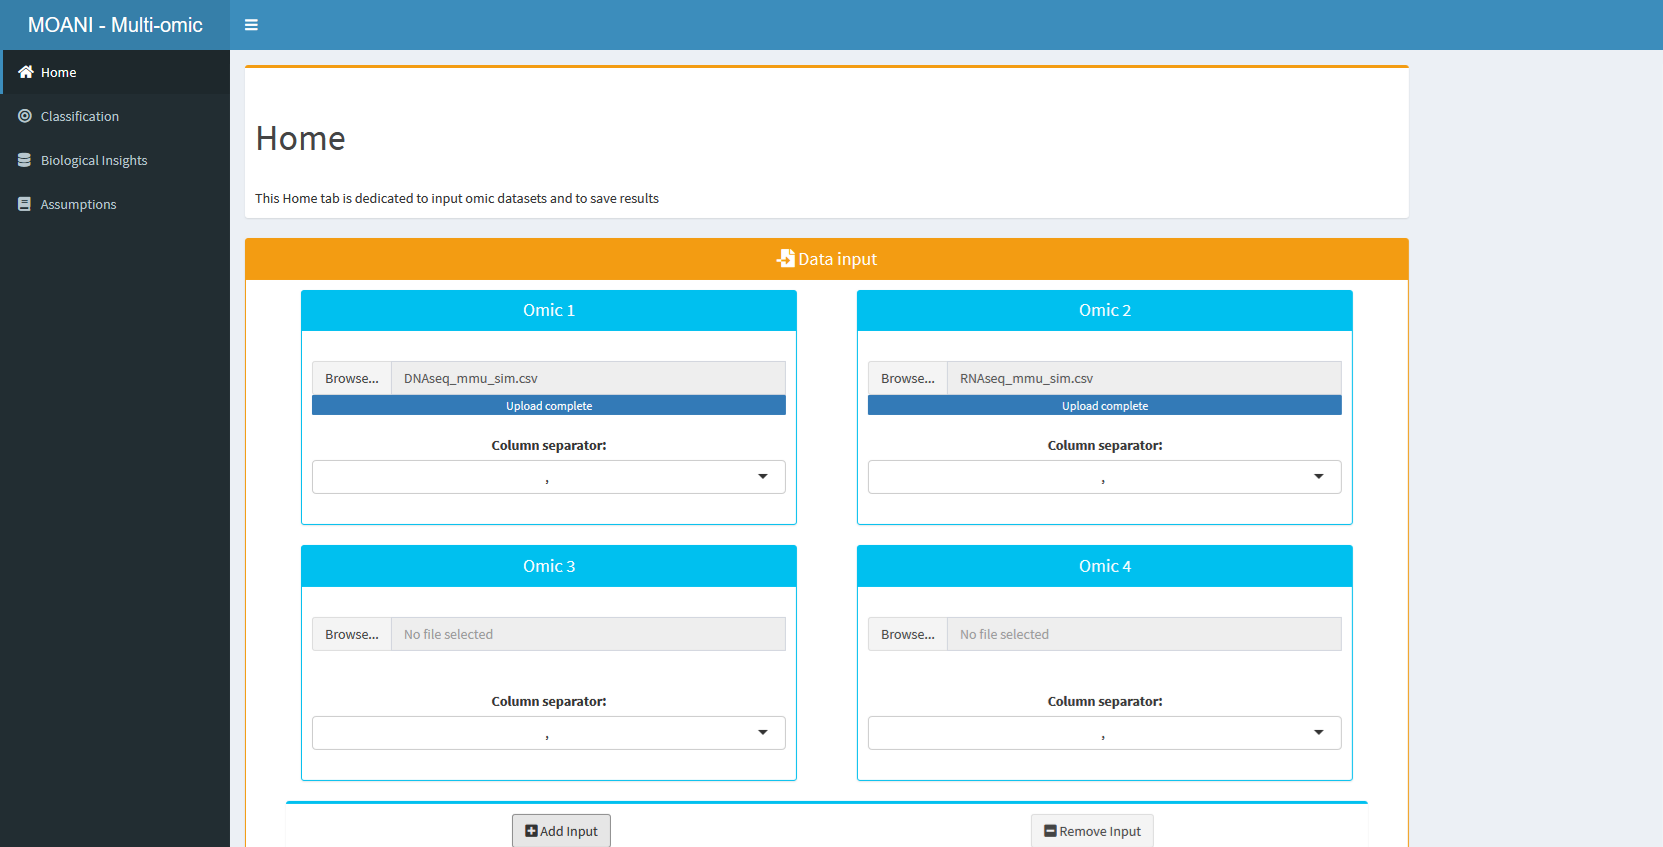 MOANI - Multi-omic
Home
Classification
Biological Insights
Assumptions
Home
This Home tab is dedicated to input omic datasets and to save results
Data input
Omic 1
Browse... DNAseq_mmu_sim.csv
Upload complete
Column separator:
,
Omic 2
Browse... RNAseq_mmu_sim.csv
Upload complete
Column separator:
,
Omic 3
Browse... No file selected
Column separator:
,
Omic 4
Browse... No file selected
Column separator:
,
Add Input
Remove Input